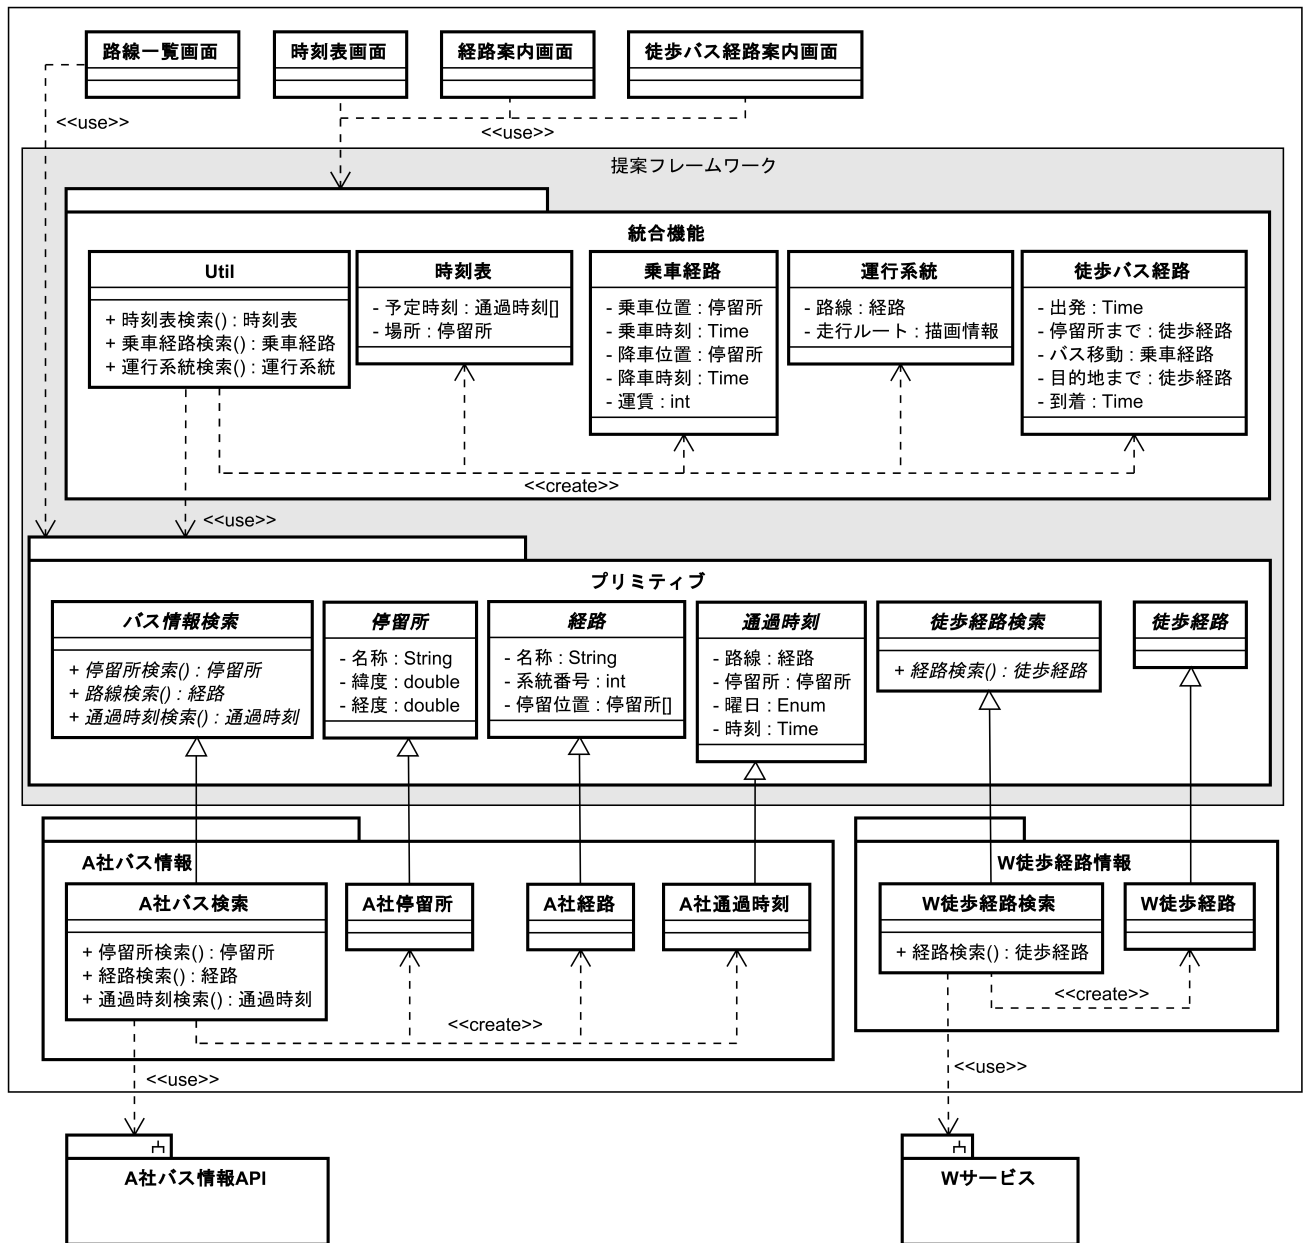 路線一覧画面
時刻表画面
経路案内画面
徒歩バス経路案内画面
<<use>>
<<use>>
提案フレームワーク
統合機能
Util
+ 時刻表検索() : 時刻表
+ 乗車経路検索() : 乗車経路
+ 運行系統検索() : 運行系統
時刻表
- 予定時刻 : 通過時刻[]
- 場所 : 停留所
乗車経路
- 乗車位置 : 停留所
- 乗車時刻 : Time
- 降車位置 : 停留所
- 降車時刻 : Time
- 運賃 : int
運行系統
- 路線 : 経路
- 走行ルート : 描画情報
徒歩バス経路
- 出発 : Time
- 停留所まで : 徒歩経路
- バス移動 : 乗車経路
- 目的地まで : 徒歩経路
- 到着 : Time
<<create>>
<<use>>
プリミティブ
バス情報検索
+ 停留所検索() : 停留所
+ 路線検索() : 経路
+ 通過時刻検索() : 通過時刻
停留所
- 名称 : String
- 緯度 : double
- 経度 : double
経路
- 名称 : String
- 系統番号 : int
- 停留位置 : 停留所[]
通過時刻
- 路線 : 経路
- 停留所 : 停留所
- 曜日 : Enum
- 時刻 : Time
徒歩経路検索
+ 経路検索() : 徒歩経路
徒歩経路
A社バス情報
A社バス検索
+ 停留所検索() : 停留所
+ 経路検索() : 経路
+ 通過時刻検索() : 通過時刻
A社停留所
A社経路
A社通過時刻
<<create>>
W徒歩経路情報
W徒歩経路検索
+ 経路検索() : 徒歩経路
W徒歩経路
<<create>>
<<use>>
<<use>>
A社バス情報API
Wサービス